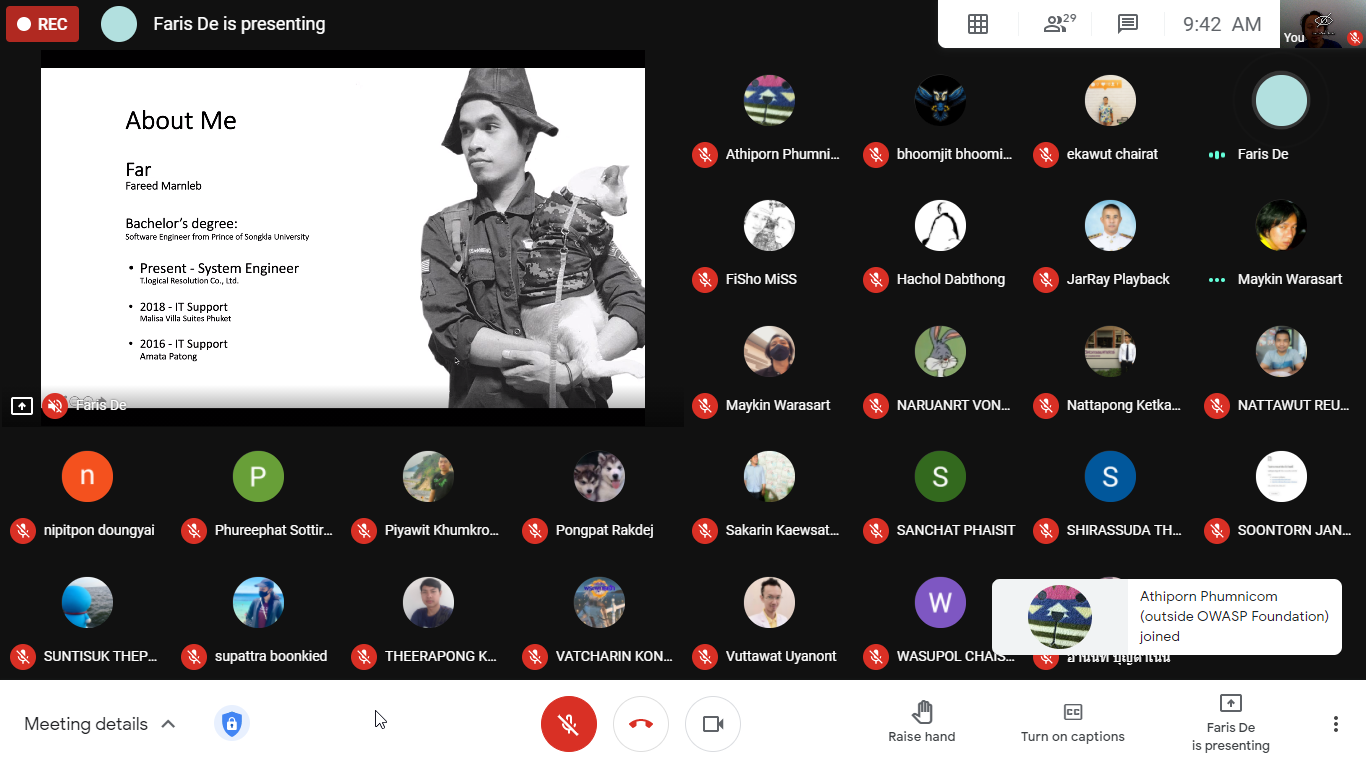 REC
Faris De is presenting
29
9:42 AM
You
About Me
Far
Fareed Marnleb
Bachelor's degree:
Software Engineer from Prince of Songkla University
• Present - System Engineer
T.logical Resolution Co., Ltd.
• 2018 - IT Support
Malisa Villa Suites Phuket
• 2016 - IT Support
Amata Patong
Faris De
Athiporn Phumni...
bhoomjit bhoomi...
ekawut chairat
Faris De
FiSho MiSS
Hachol Dabthong
JarRay Playback
Maykin Warasart
Maykin Warasart
NARUANRT VON...
Nattapong Ketka...
NATTAWUT REU...
n
P
S
S
nipitpon doungyai
Phureephat Sottir...
Piyawit Khumkro...
Pongpat Rakdej
Sakarin Kaewsat...
SANCHAT PHAISIT
SHIRASSUDA TH...
SOONTORN JAN...
W
SUNTISUK THEP...
supattra boonkied
THEERAPONG K...
VATCHARIN KON...
Vuttawat Uyanont
WASUPOL CHAIS...
Athiporn Phumnicom
(outside OWASP Foundation)
joined
Meeting details
Raise hand
CC
Turn on captions
Faris De
is presenting